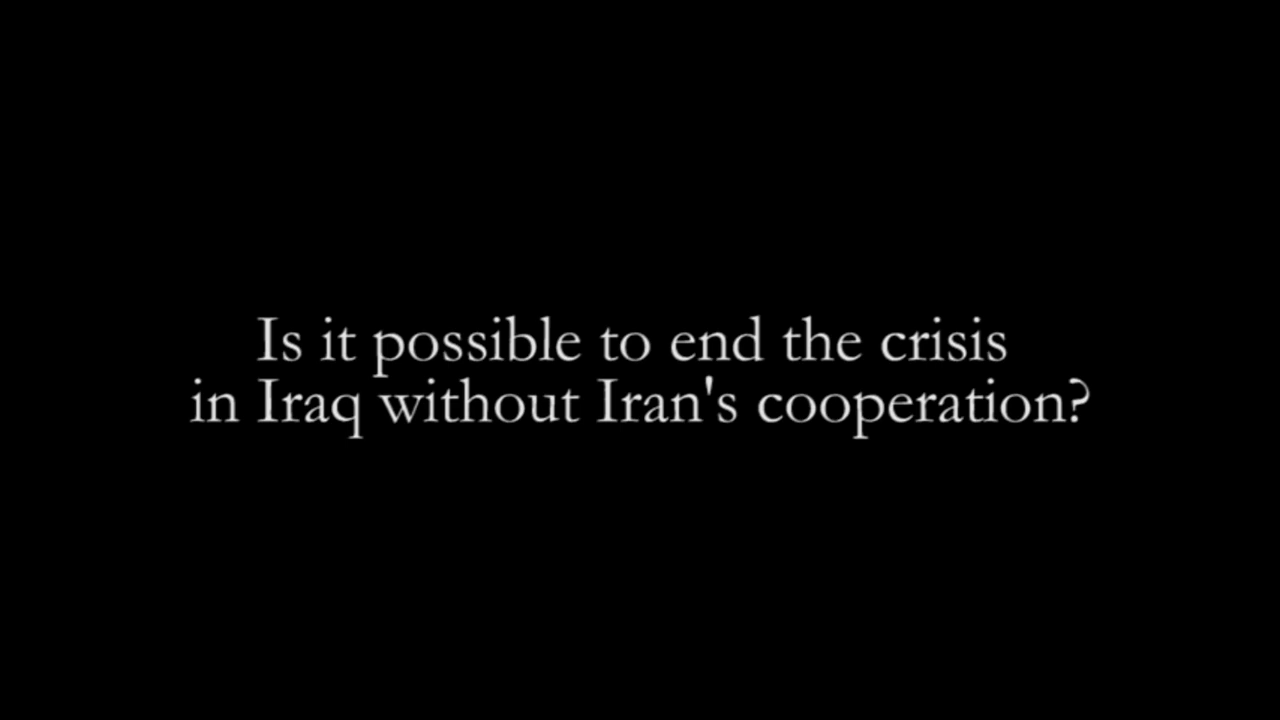 Is it possible to end the crisis
in Iraq without Iran's cooperation?